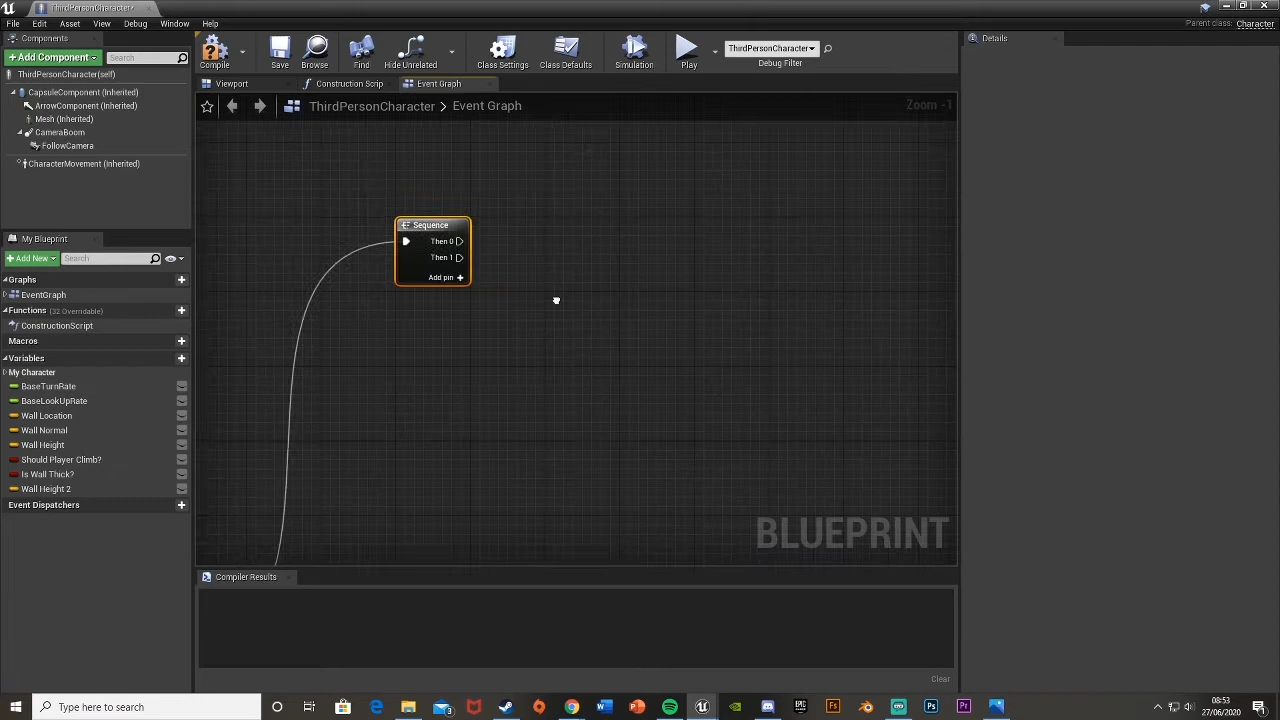 ThirdPersonCharacter*
File Edit Asset View Debug Window Help
Parent class: Character
Components
Details
+Add Component Search
Compile Save Browse Find Hide Unrelated Class Settings Class Defaults Simulation Play
ThirdPersonCharacter
Debug Filter
ThirdPersonCharacter(self)
CapsuleComponent (Inherited)
ArrowComponent (Inherited)
Mesh (Inherited)
CameraBoom
FollowCamera
CharacterMovement (Inherited)
Viewport Construction Scrip Event Graph
ThirdPersonCharacter > Event Graph
Zoom -1
Sequence
Then 0
Then 1
Add pin +
BLUEPRINT
My Blueprint
+Add New Search
Graphs
EventGraph
Functions (32 Overridable)
ConstructionScript
Macros
Variables
My Character
BaseTurnRate
BaseLookUpRate
Wall Location
Wall Normal
Wall Height
Should Player Climb?
Is Wall Thick?
Wall Height 2
Event Dispatchers
Compiler Results
Clear
Type here to search
08:53
27/06/2020